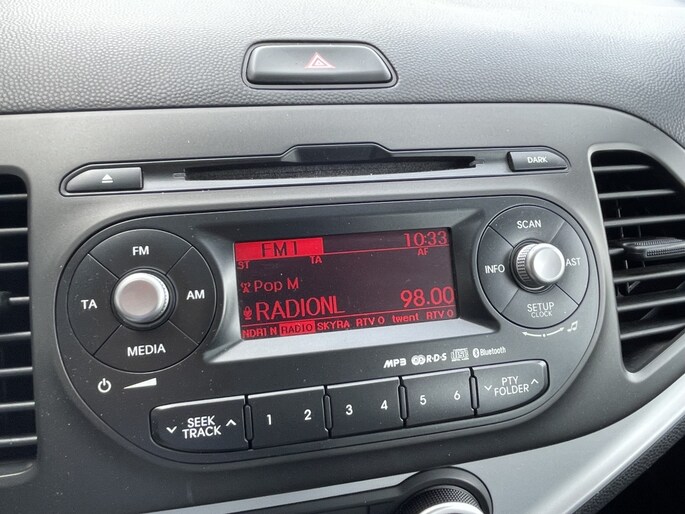 DARK
FM
TA
AM
MEDIA
FM1 10:33
ST TA AF
Pop M
RADIONL 98.00
NDRI N RADIO SKYRA RTV O twent RTV O
SCAN
INFO AST
SETUP
CLOCK
MP3 R·D·S Bluetooth
SEEK
TRACK
1 2 3 4 5 6
PTY
FOLDER